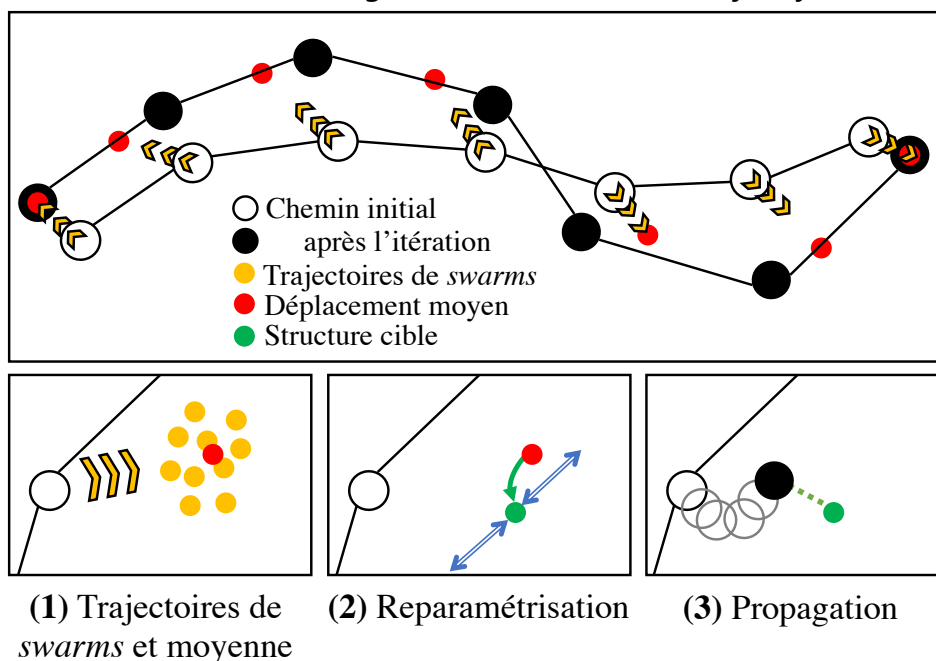 Chemin initial
après l'itération
Trajectoires de swarms
Déplacement moyen
Structure cible
(1) Trajectoires de
swarms et moyenne
(2) Reparamétrisation
(3) Propagation